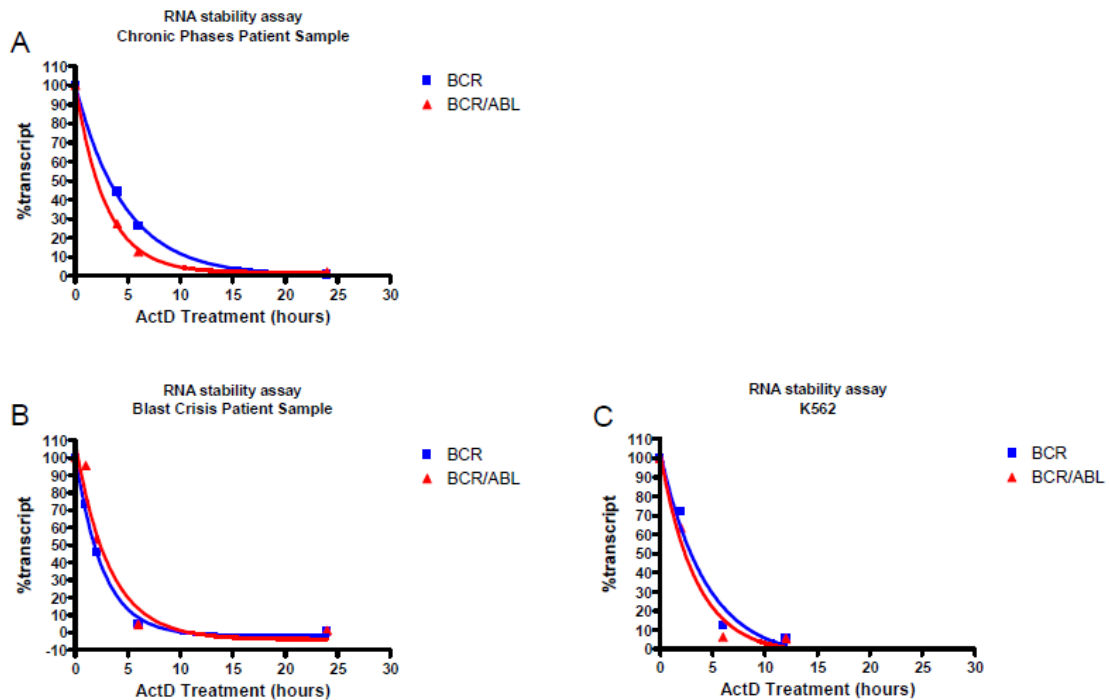 A
RNA stability assay
Chronic Phases Patient Sample
110
100
90
80
70
60
50
40
30
20
10
0
%transcript
0 5 10 15 20 25 30
ActD Treatment (hours)
BCR
BCR/ABL
B
RNA stability assay
Blast Crisis Patient Sample
110
100
90
80
70
60
50
40
30
20
10
0
-10
%transcript
0 5 10 15 20 25 30
ActD Treatment (hours)
BCR
BCR/ABL
C
RNA stability assay
K562
110
100
90
80
70
60
50
40
30
20
10
0
%transcript
0 5 10 15 20 25 30
ActD Treatment (hours)
BCR
BCR/ABL